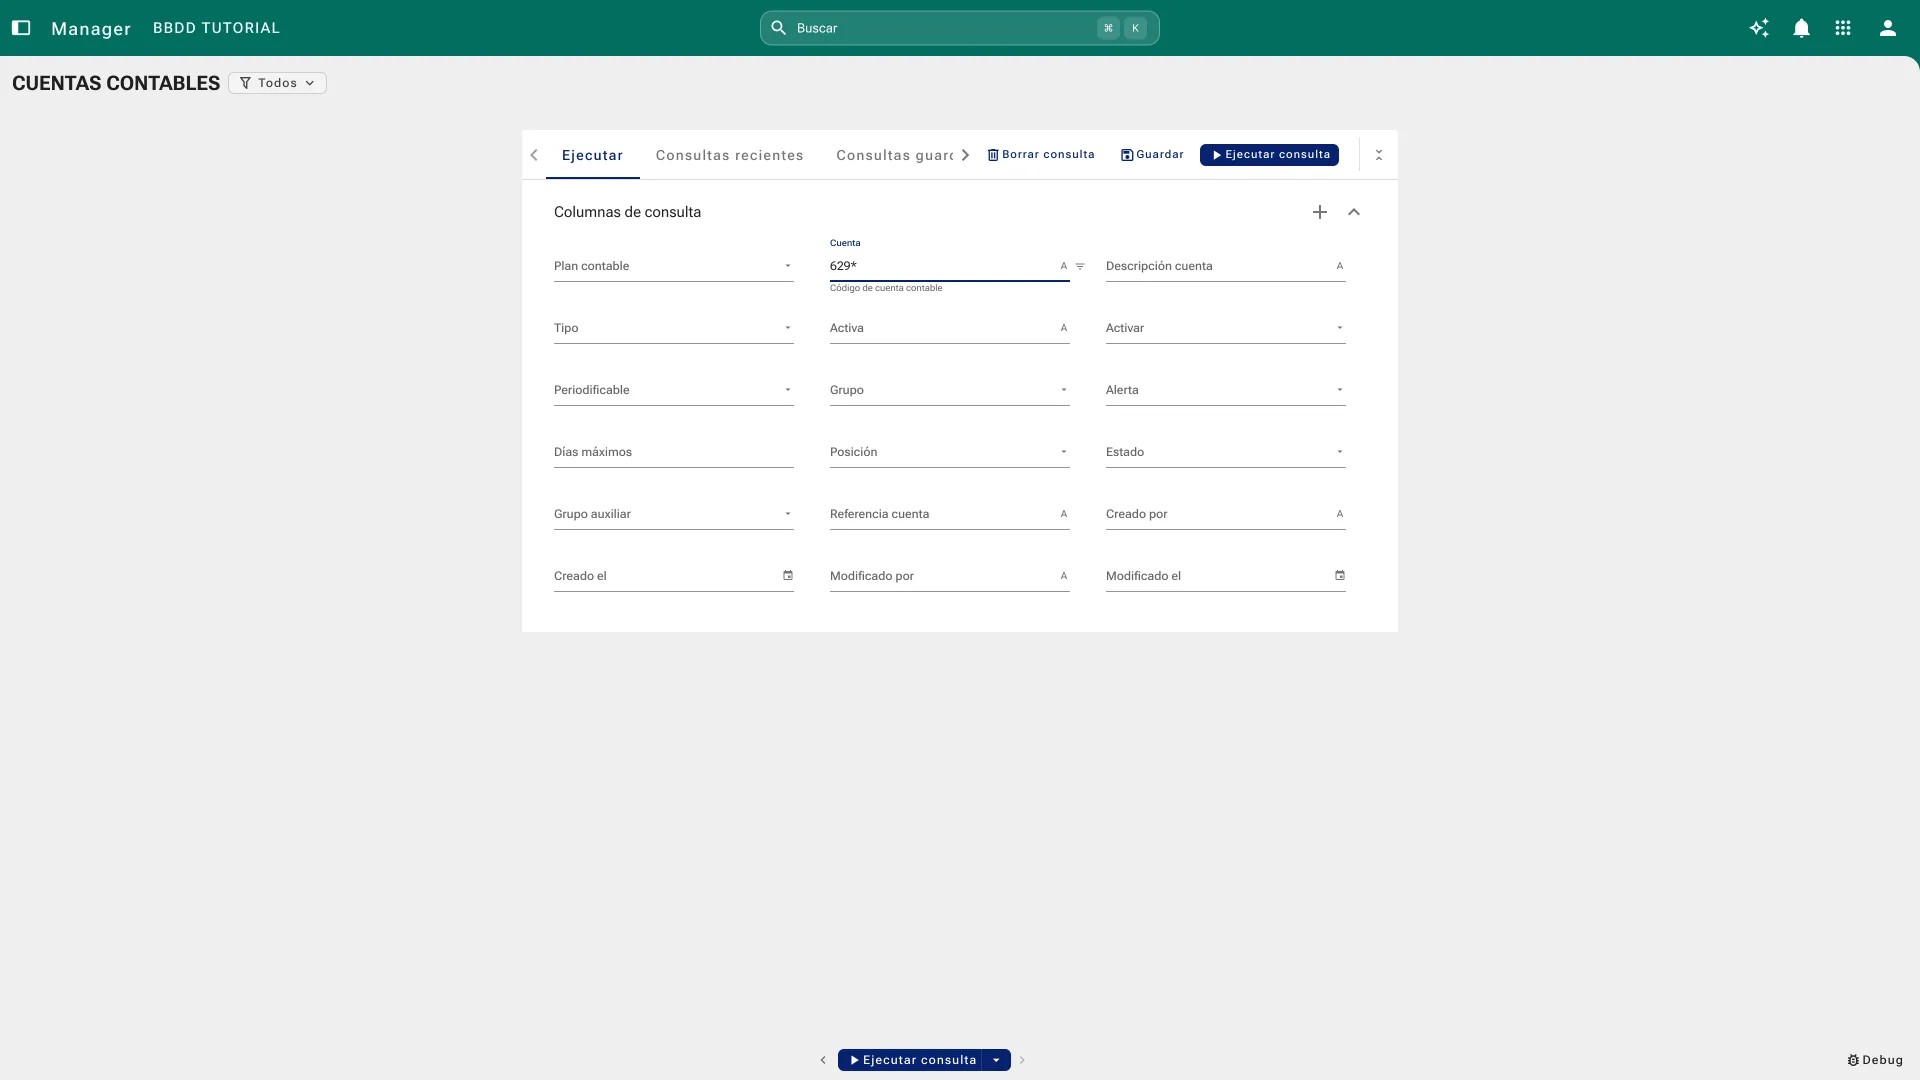 Manager
BBDD TUTORIAL
Buscar
⌘ K
CUENTAS CONTABLES
Todos
Ejecutar
Consultas recientes
Consultas guar
Borrar consulta
Guardar
Ejecutar consulta
Columnas de consulta
Cuenta
Plan contable
629*
A
Descripción cuenta
A
Código de cuenta contable
Tipo
Activa
A
Activar
Periodificable
Grupo
Alerta
Días máximos
Posición
Estado
Grupo auxiliar
Referencia cuenta
A
Creado por
A
Creado el
Modificado por
A
Modificado el
Ejecutar consulta
Debug